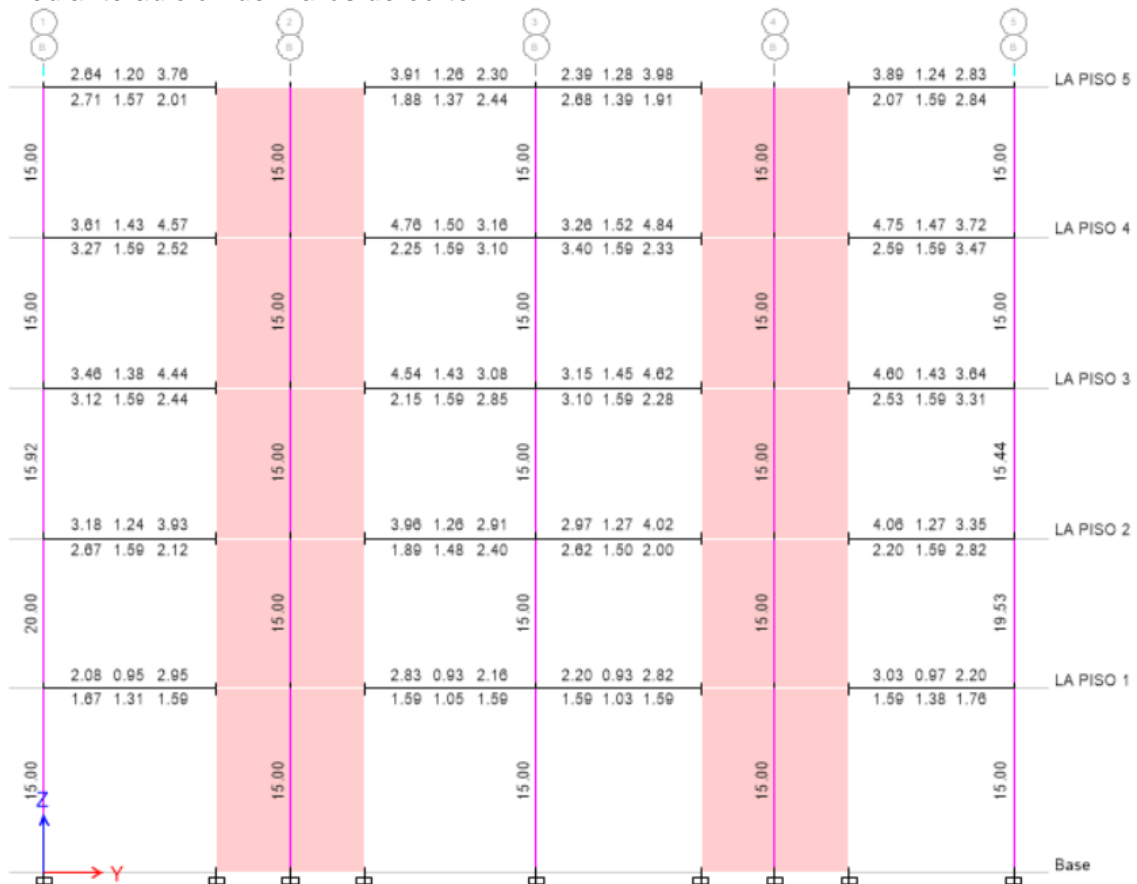 1 2 3 4 5
B B B B B
2.64 1.20 3.76 3.91 1.26 2.30 2.39 1.28 3.98 3.89 1.24 2.83
LA PISO 5
2.71 1.57 2.01 1.88 1.37 2.44 2.68 1.39 1.91 2.07 1.59 2.84
15.00 15.00 15.00 15.00 15.00
3.61 1.43 4.57 4.76 1.50 3.16 3.26 1.52 4.84 4.75 1.47 3.72
LA PISO 4
3.27 1.59 2.52 2.25 1.59 3.10 3.40 1.59 2.33 2.59 1.59 3.47
15.00 15.00 15.00 15.00 15.00
3.46 1.38 4.44 4.54 1.43 3.08 3.15 1.45 4.62 4.60 1.43 3.64
LA PISO 3
3.12 1.59 2.44 2.15 1.59 2.85 3.10 1.59 2.28 2.53 1.59 3.31
15.92 15.00 15.00 15.00 15.44
3.18 1.24 3.93 3.96 1.26 2.91 2.97 1.27 4.02 4.06 1.27 3.35
LA PISO 2
2.67 1.59 2.12 1.89 1.48 2.40 2.62 1.50 2.00 2.20 1.59 2.82
20.00 15.00 15.00 15.00 19.53
2.08 0.95 2.95 2.83 0.93 2.16 2.20 0.93 2.82 3.03 0.97 2.20
LA PISO 1
1.67 1.31 1.59 1.59 1.05 1.59 1.59 1.03 1.59 1.59 1.38 1.76
15.00 15.00 15.00 15.00 15.00
Z
Y
Base